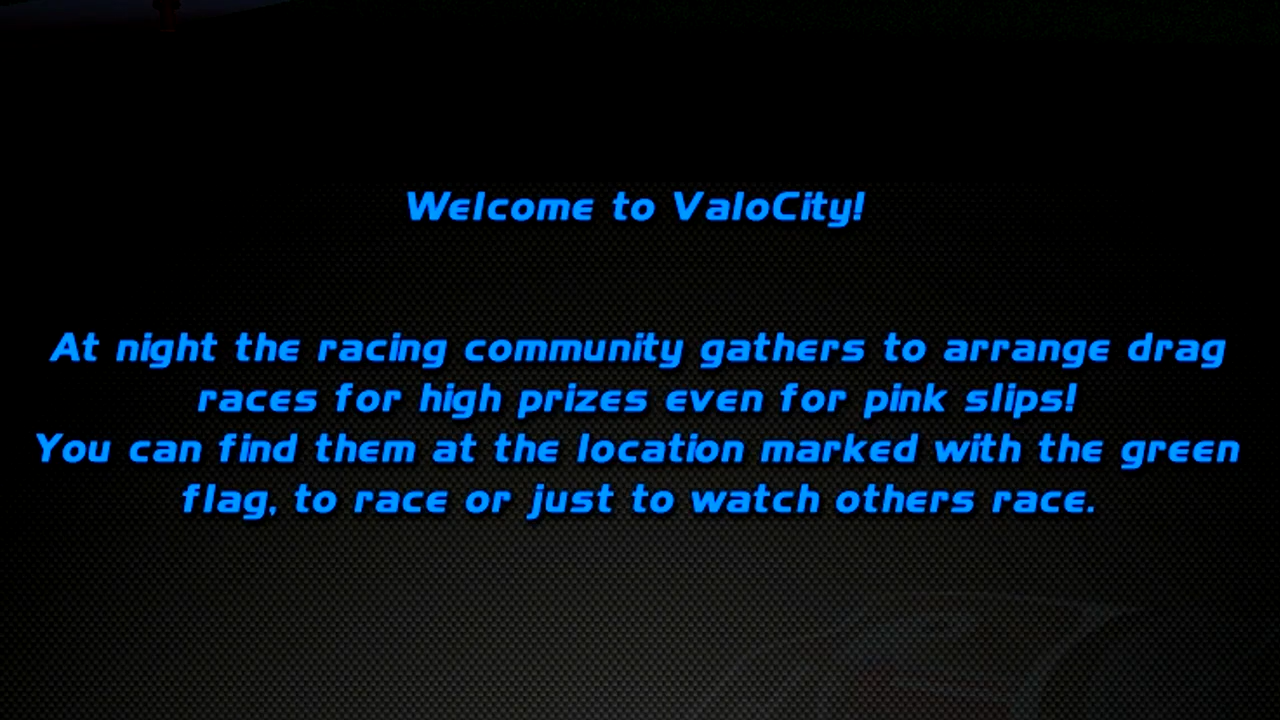 Welcome to ValoCity!
At night the racing community gathers to arrange drag
races for high prizes even for pink slips!
You can find them at the location marked with the green
flag, to race or just to watch others race.